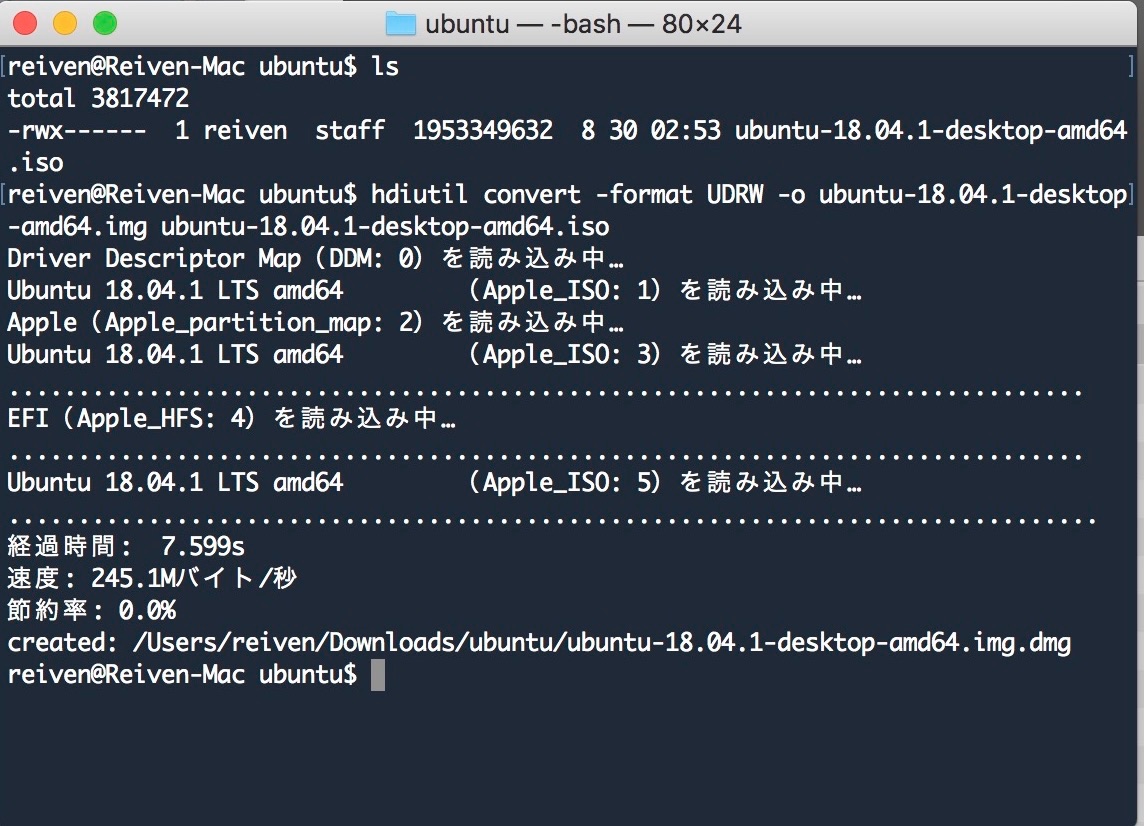 ubuntu — -bash — 80×24
[reiven@Reiven-Mac ubuntu$ ls ]
total 3817472
-rwx------  1 reiven  staff  1953349632  8 30 02:53 ubuntu-18.04.1-desktop-amd64
.iso
[reiven@Reiven-Mac ubuntu$ hdiutil convert -format UDRW -o ubuntu-18.04.1-desktop]
-amd64.img ubuntu-18.04.1-desktop-amd64.iso
Driver Descriptor Map（DDM: 0）を読み込み中…
Ubuntu 18.04.1 LTS amd64         （Apple_ISO: 1）を読み込み中…
Apple（Apple_partition_map: 2）を読み込み中…
Ubuntu 18.04.1 LTS amd64         （Apple_ISO: 3）を読み込み中…
.............................................................................
EFI（Apple_HFS: 4）を読み込み中…
.............................................................................
Ubuntu 18.04.1 LTS amd64         （Apple_ISO: 5）を読み込み中…
..............................................................................
経過時間:  7.599s
速度: 245.1Mバイト/秒
節約率: 0.0%
created: /Users/reiven/Downloads/ubuntu/ubuntu-18.04.1-desktop-amd64.img.dmg
reiven@Reiven-Mac ubuntu$